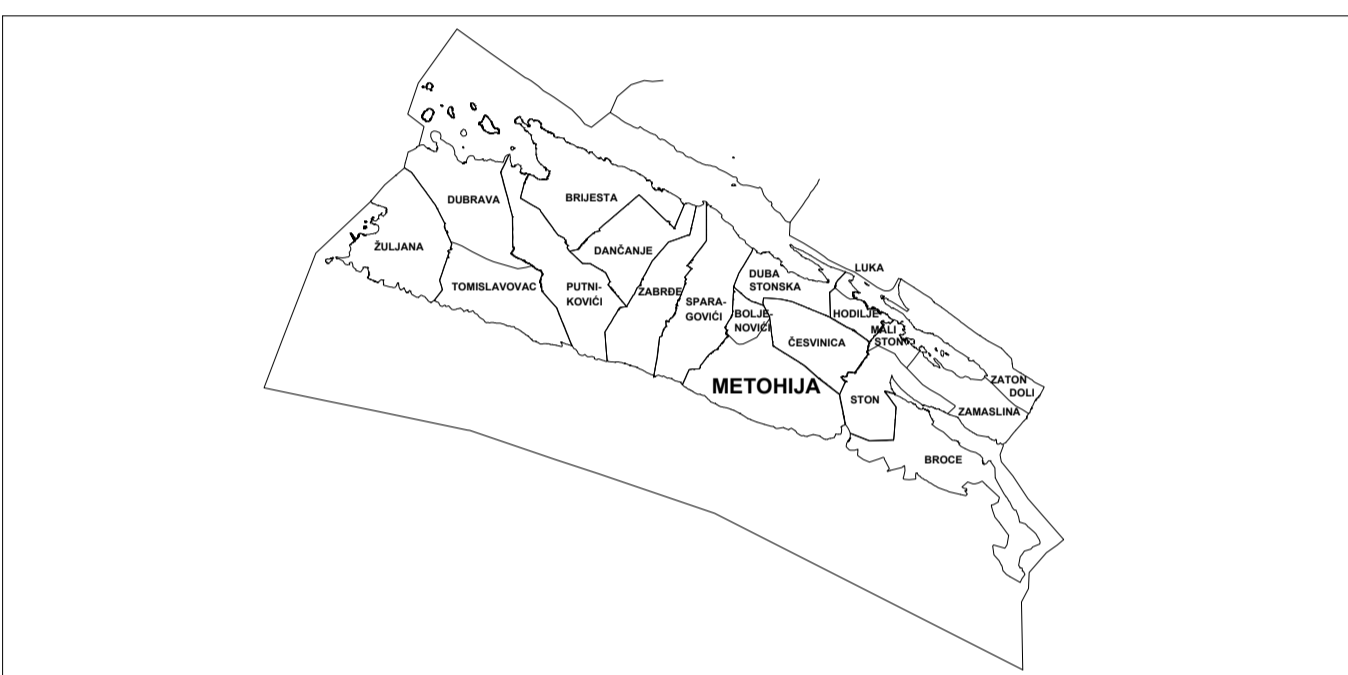 DUBRAVA
BRIJESTA
ŽULJANA
DANČANJE
TOMISLAVOVAC
PUTNI-
KOVIĆI
ZABRĐE
SPARA-
GOVIĆI
DUBA
STONSKA
LUKA
BOLJE-
NOVIĆI
HODILJE
MALI
STON
ČESVINICA
METOHIJA
STON
ZATON
DOLI
ZAMASLINA
BROCE